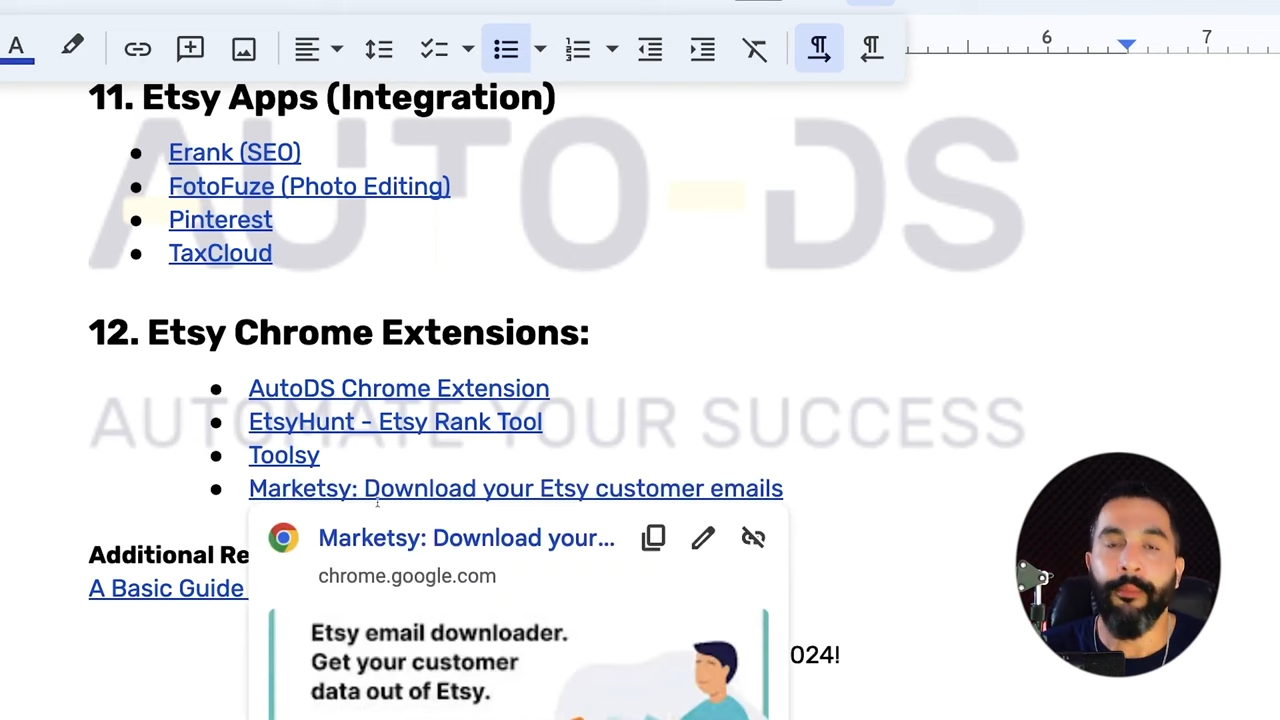 A
6
7
11. Etsy Apps (Integration)
AUTO-DS
Erank (SEO)
FotoFuze (Photo Editing)
Pinterest
TaxCloud
12. Etsy Chrome Extensions:
AutoDS Chrome Extension
AUTOMATE YOUR SUCCESS
EtsyHunt - Etsy Rank Tool
Toolsy
Marketsy: Download your Etsy customer emails
Marketsy: Download your...
chrome.google.com
Additional Re
A Basic Guide
Etsy email downloader.
Get your customer
data out of Etsy.
024!